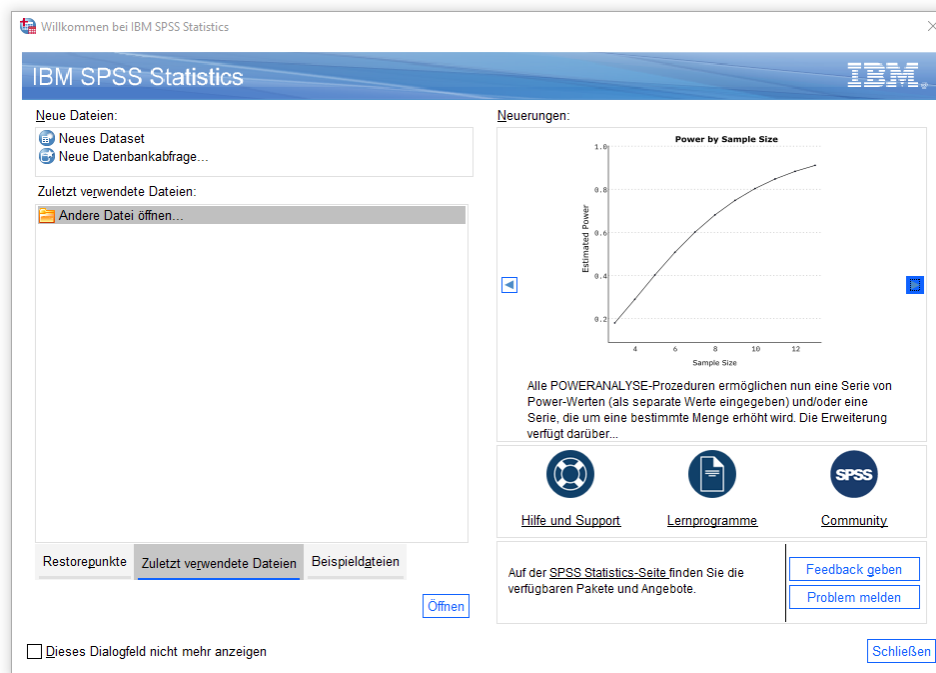 Willkommen bei IBM SPSS Statistics
IBM SPSS Statistics
IBM
Neue Dateien:
Neues Dataset
Neue Datenbankabfrage...
Zuletzt verwendete Dateien:
Andere Datei öffnen...
Restorepunkte
Zuletzt verwendete Dateien
Beispieldateien
Öffnen
Dieses Dialogfeld nicht mehr anzeigen
Neuerungen:
Power by Sample Size
Estimated Power
1.0
0.8
0.6
0.4
0.2
4 6 8 10 12
Sample Size
Alle POWERANALYSE-Prozeduren ermöglichen nun eine Serie von
Power-Werten (als separate Werte eingegeben) und/oder eine
Serie, die um eine bestimmte Menge erhöht wird. Die Erweiterung
verfügt darüber...
SPSS
Hilfe und Support
Lernprogramme
Community
Auf der SPSS Statistics-Seite finden Sie die
verfügbaren Pakete und Angebote.
Feedback geben
Problem melden
Schließen